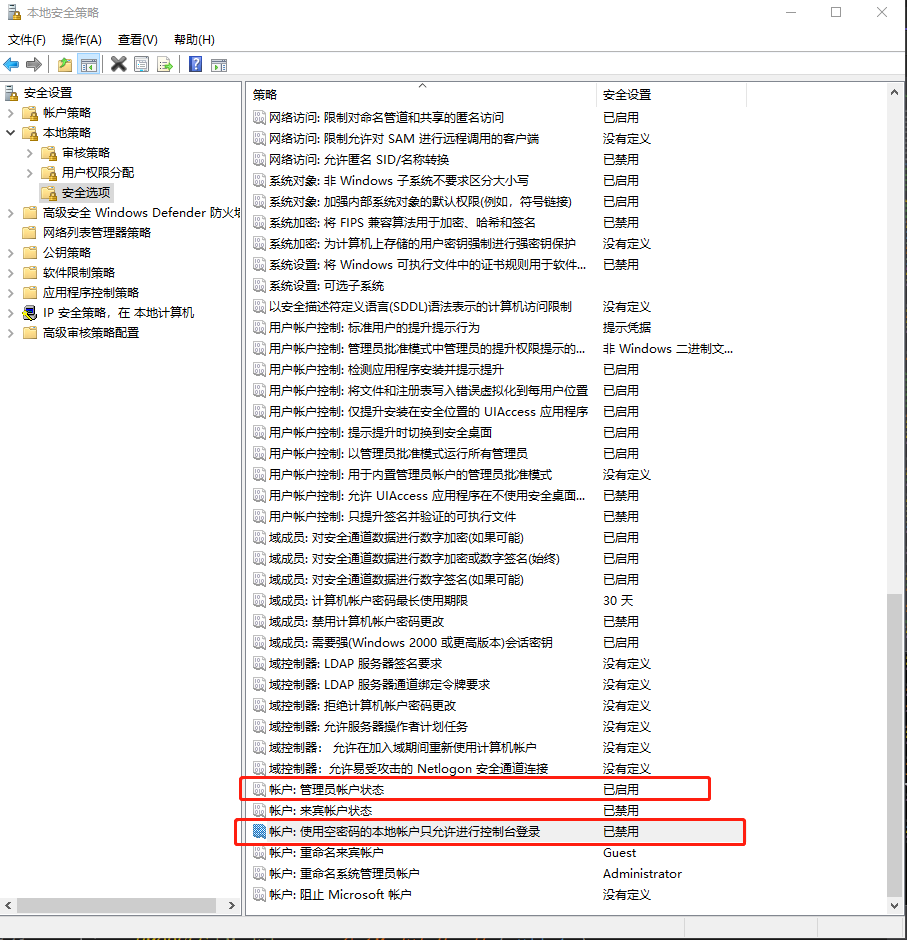 本地安全策略
文件(F) 操作(A) 查看(V) 帮助(H)
安全设置
帐户策略
本地策略
审核策略
用户权限分配
安全选项
高级安全 Windows Defender 防火墙
网络列表管理器策略
公钥策略
软件限制策略
应用程序控制策略
IP 安全策略，在 本地计算机
高级审核策略配置
策略 安全设置
网络访问: 限制对命名管道和共享的匿名访问 已启用
网络访问: 限制允许对 SAM 进行远程调用的客户端 没有定义
网络访问: 允许匿名 SID/名称转换 已禁用
系统对象: 非 Windows 子系统不要求区分大小写 已启用
系统对象: 加强内部系统对象的默认权限(例如，符号链接) 已启用
系统加密: 将 FIPS 兼容算法用于加密、哈希和签名 已禁用
系统加密: 为计算机上存储的用户密钥强制进行强密钥保护 没有定义
系统设置: 将 Windows 可执行文件中的证书规则用于软件... 已禁用
系统设置: 可选子系统
以安全描述符定义语言(SDDL)语法表示的计算机访问限制 没有定义
用户帐户控制: 标准用户的提升提示行为 提示凭据
用户帐户控制: 管理员批准模式中管理员的提升权限提示的... 非 Windows 二进制文...
用户帐户控制: 检测应用程序安装并提示提升 已启用
用户帐户控制: 将文件和注册表写入错误虚拟化到每用户位置 已启用
用户帐户控制: 仅提升安装在安全位置的 UIAccess 应用程序 已启用
用户帐户控制: 提示提升时切换到安全桌面 已启用
用户帐户控制: 以管理员批准模式运行所有管理员 已启用
用户帐户控制: 用于内置管理员帐户的管理员批准模式 没有定义
用户帐户控制: 允许 UIAccess 应用程序在不使用安全桌面... 已禁用
用户帐户控制: 只提升签名并验证的可执行文件 已禁用
域成员: 对安全通道数据进行数字加密(如果可能) 已启用
域成员: 对安全通道数据进行数字加密或数字签名(始终) 已启用
域成员: 对安全通道数据进行数字签名(如果可能) 已启用
域成员: 计算机帐户密码最长使用期限 30 天
域成员: 禁用计算机帐户密码更改 已禁用
域成员: 需要强(Windows 2000 或更高版本)会话密钥 已启用
域控制器: LDAP 服务器签名要求 没有定义
域控制器: LDAP 服务器通道绑定令牌要求 没有定义
域控制器: 拒绝计算机帐户密码更改 没有定义
域控制器: 允许服务器操作者计划任务 没有定义
域控制器: 允许在加入域期间重新使用计算机帐户 没有定义
域控制器: 允许易受攻击的 Netlogon 安全通道连接 没有定义
帐户: 管理员帐户状态 已启用
帐户: 来宾帐户状态 已禁用
帐户: 使用空密码的本地帐户只允许进行控制台登录 已禁用
帐户: 重命名来宾帐户 Guest
帐户: 重命名系统管理员帐户 Administrator
帐户: 阻止 Microsoft 帐户 没有定义